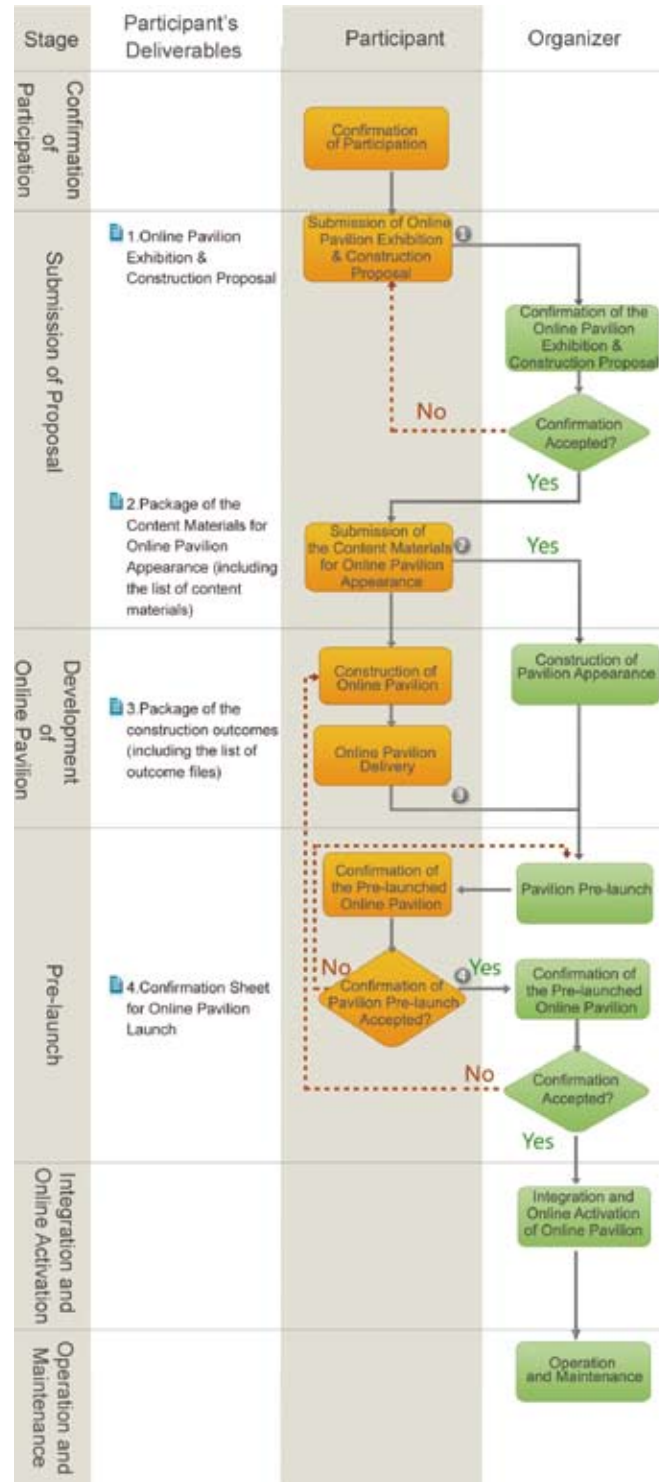 Stage
Participant's
Deliverables
Participant
Organizer
Confirmation
of
Participation
Confirmation
of Participation
Submission of Proposal
1.Online Pavilion
Exhibition &
Construction Proposal
Submission of Online
Pavilion Exhibition
& Construction
Proposal
1
Confirmation of the
Online Pavilion
Exhibition &
Construction Proposal
No
Confirmation
Accepted?
Yes
2.Package of the
Content Materials for
Online Pavilion
Appearance (including
the list of content
materials)
Submission of
the Content Materials
for Online Pavilion
Appearance
2
Yes
Development
of
Online Pavilion
3.Package of the
construction outcomes
(including the list of
outcome files)
Construction of
Online Pavilion
Construction of
Pavilion Appearance
Online Pavilion
Delivery
3
Pre-launch
Confirmation of
the Pre-launched
Online Pavilion
Pavilion Pre-launch
4.Confirmation Sheet
for Online Pavilion
Launch
No
Confirmation of
Pavilion Pre-launch
Accepted?
4
Yes
Confirmation of
the Pre-launched
Online Pavilion
No
Confirmation
Accepted?
Yes
Integration and
Online Activation
Integration and
Online Activation
of Online Pavilion
Operation and
Maintenance
Operation
and Maintenance